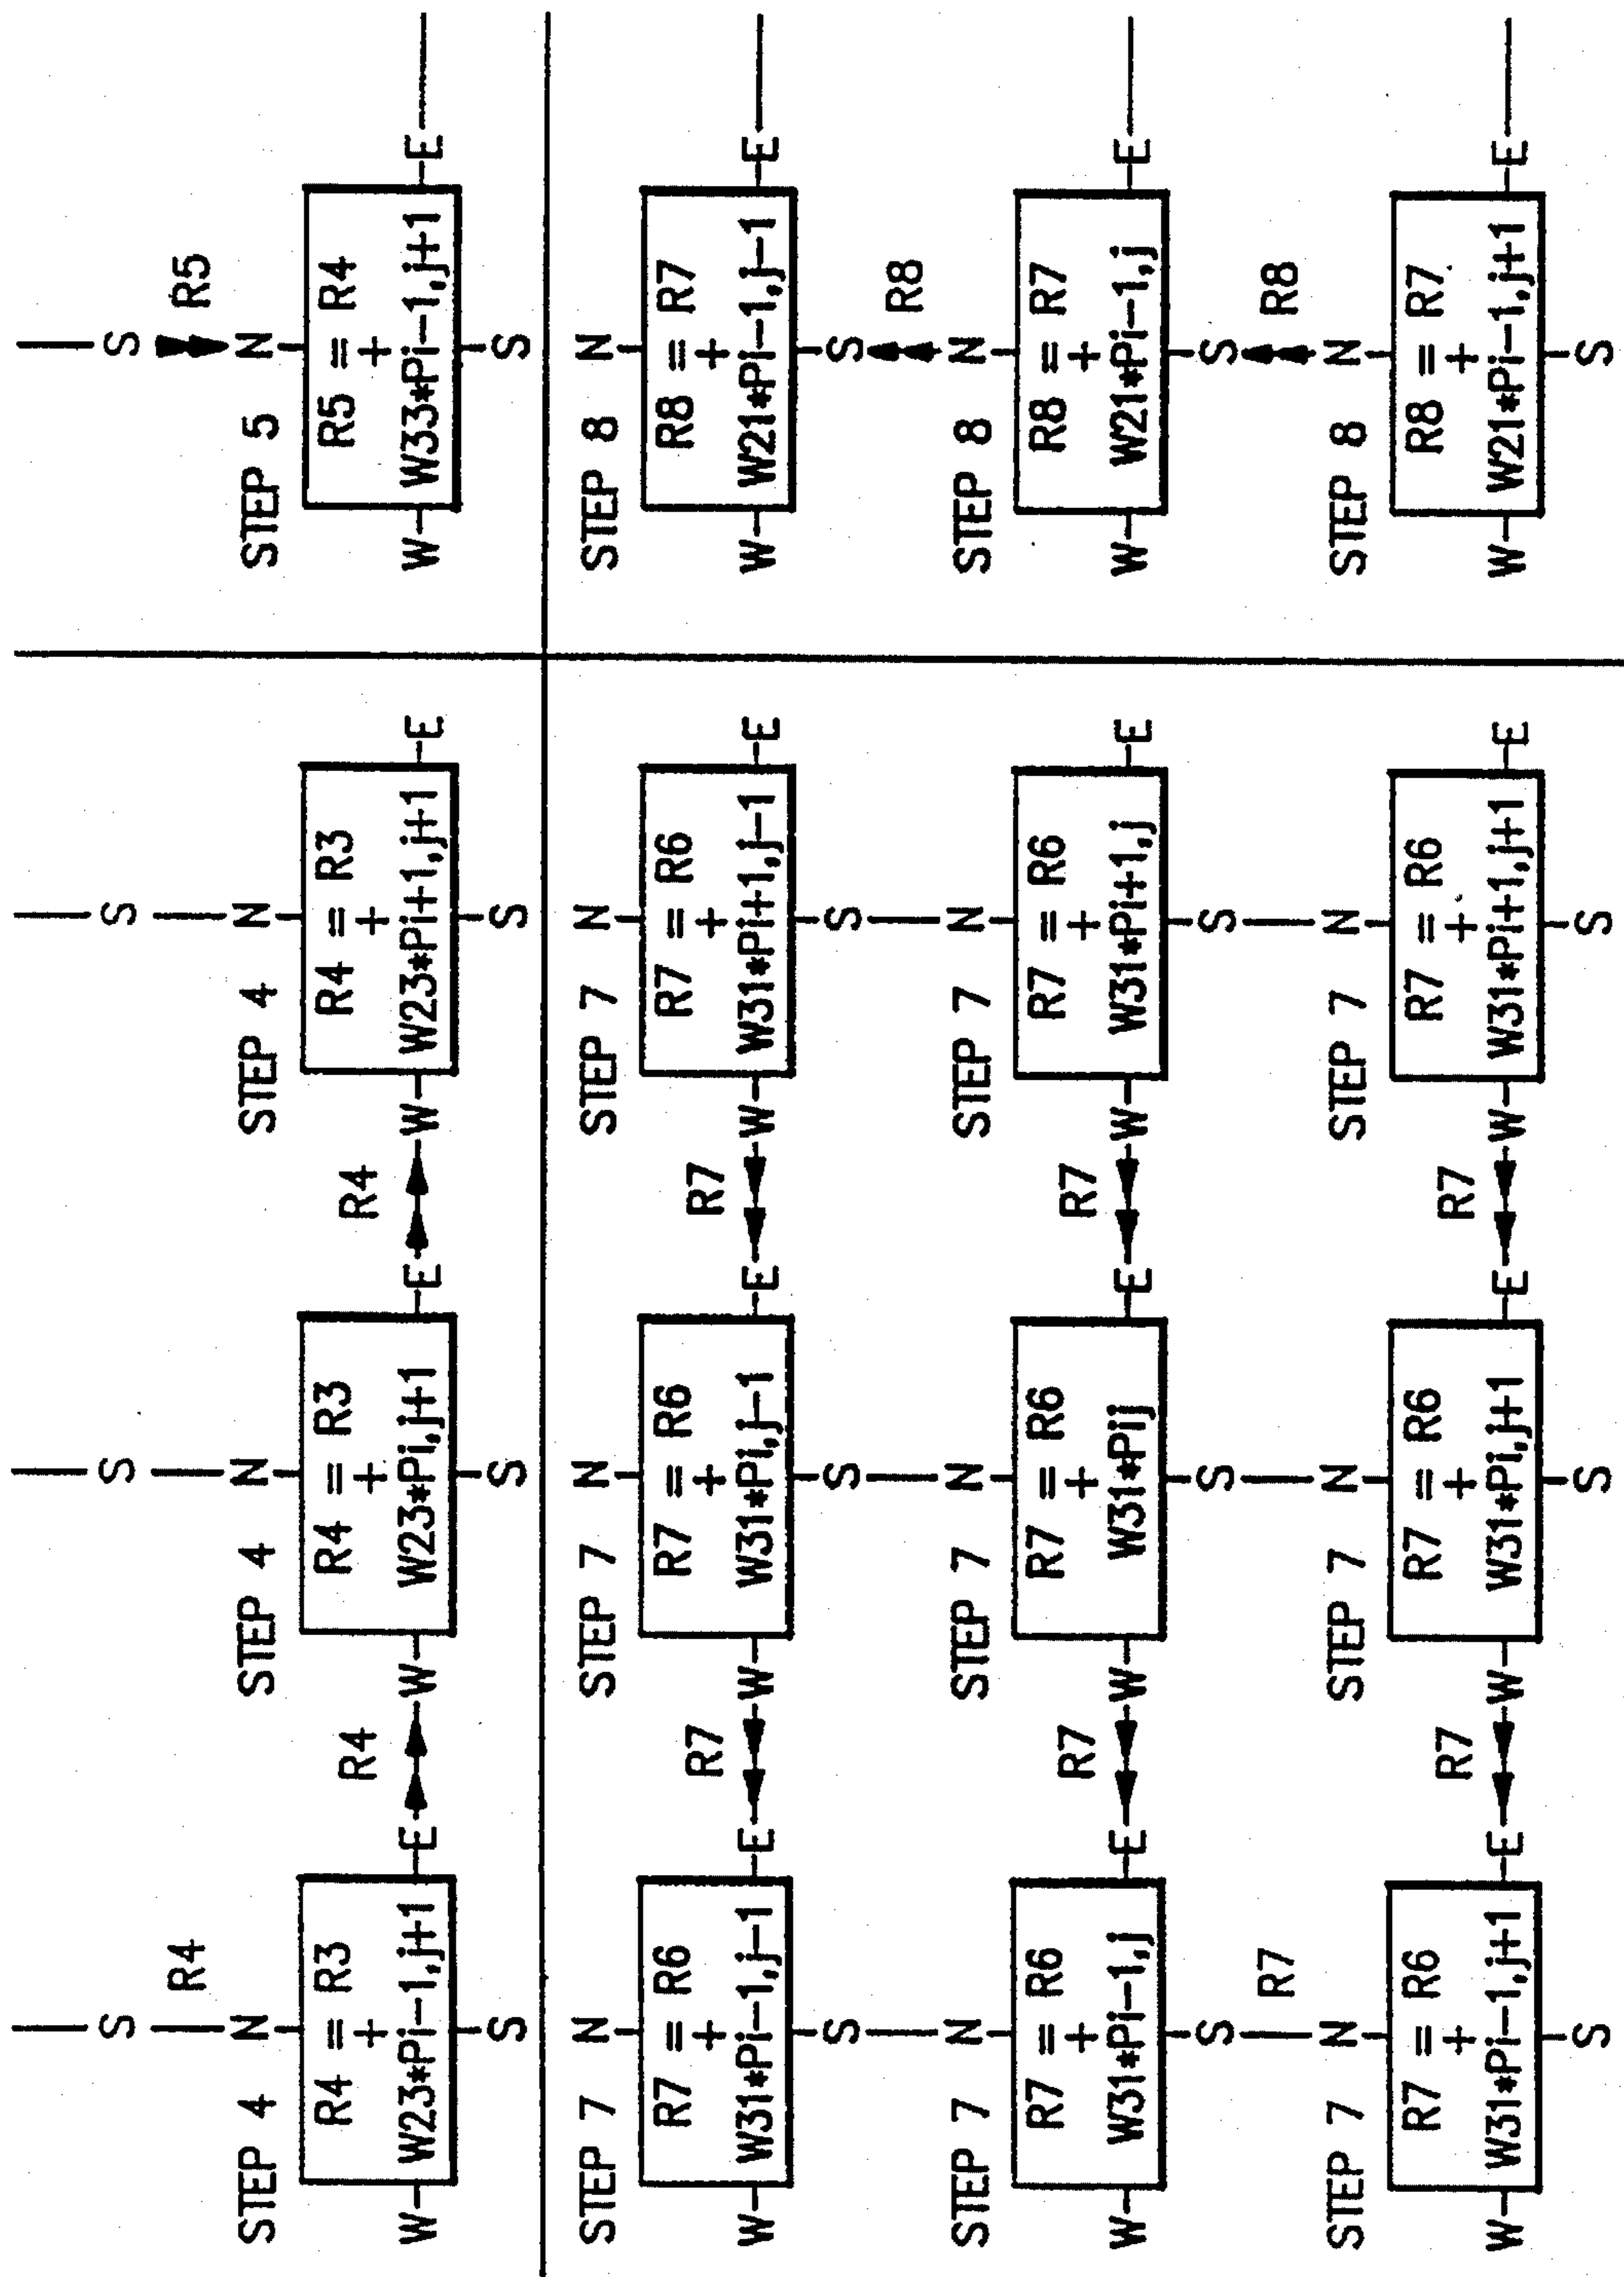 S S S S
R4 R5
STEP 4 N STEP 4 N STEP 4 N STEP 5 N
R4 = R3 R4 R4 = R3 R4 R4 = R3 R5 = R4
+ + + +
W W23*Pi-1,j+1 E W W23*Pi,j+1 E W W23*Pi+1,j+1 E W W33*Pi-1,j+1 E
S S S S
STEP 7 N STEP 7 N STEP 7 N STEP 8 N
R7 = R6 R7 R7 = R6 R7 R7 = R6 R8 = R7
+ + + +
W W31*Pi-1,j-1 E W W31*Pi,j-1 E W W31*Pi+1,j-1 E W W21*Pi-1,j-1 E
S S S S
R8
STEP 7 N STEP 7 N STEP 7 N STEP 8 N
R7 = R6 R7 R7 = R6 R7 R7 = R6 R8 = R7
+ + + +
W W31*Pi-1,j E W W31*Pij E W W31*Pi+1,j E W W21*Pi-1,j E
S S S S
R7 R8
STEP 7 N STEP 7 N STEP 7 N STEP 8 N
R7 = R6 R7 R7 = R6 R7 R7 = R6 R8 = R7
+ + + +
W W31*Pi-1,j+1 E W W31*Pi,j+1 E W W31*Pi+1,j+1 E W W21*Pi-1,j+1 E
S S S S